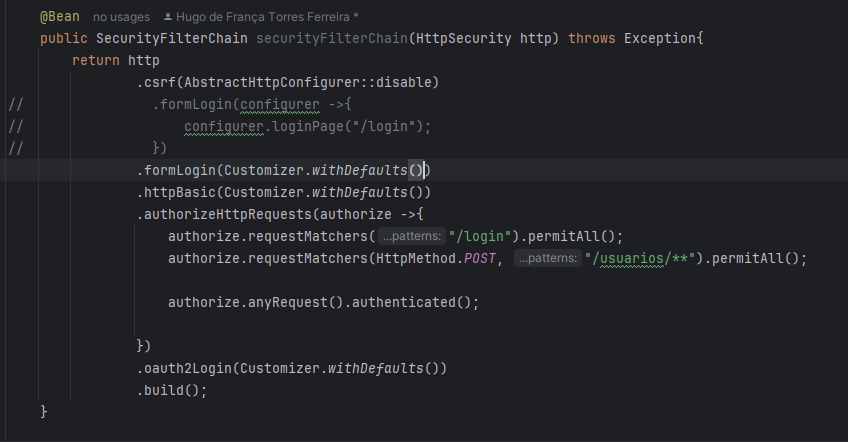 @Bean no usages Hugo de França Torres Ferreira *
public SecurityFilterChain securityFilterChain(HttpSecurity http) throws Exception{
return http
.csrf(AbstractHttpConfigurer::disable)
// .formLogin(configurer ->{
// configurer.loginPage("/login");
// })
.formLogin(Customizer.withDefaults())
.httpBasic(Customizer.withDefaults())
.authorizeHttpRequests(authorize ->{
authorize.requestMatchers( ...patterns: "/login").permitAll();
authorize.requestMatchers(HttpMethod.POST, ...patterns: "/usuarios/**").permitAll();
authorize.anyRequest().authenticated();
})
.oauth2Login(Customizer.withDefaults())
.build();
}